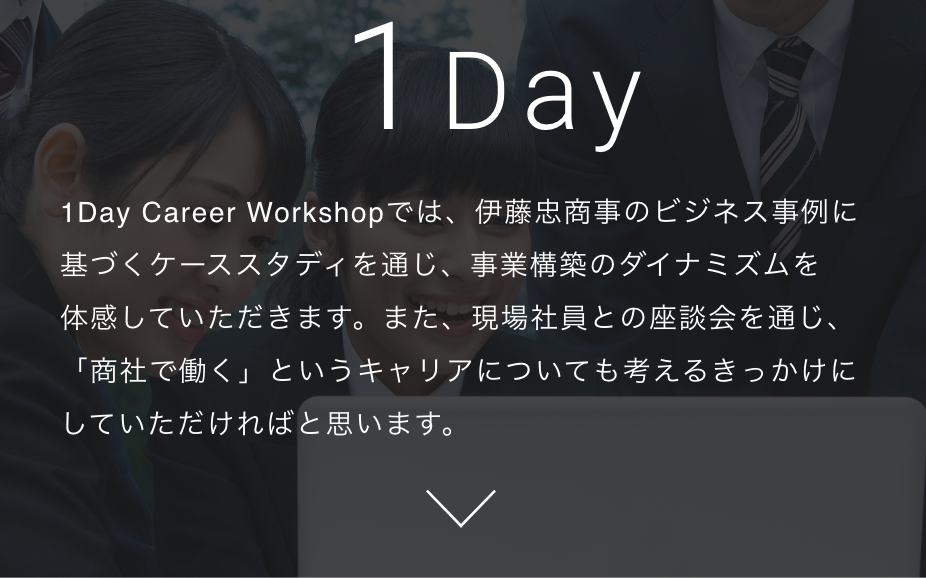 1 Day
1Day Career Workshopでは、伊藤忠商事のビジネス事例に
基づくケーススタディを通じ、事業構築のダイナミズムを
体感していただきます。また、現場社員との座談会を通じ、
「商社で働く」というキャリアについても考えるきっかけに
していただければと思います。